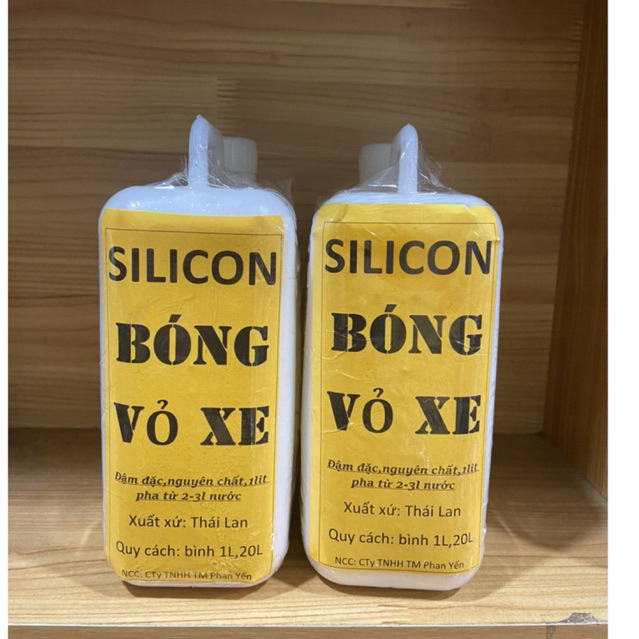 SILICON
BÓNG
VỎ XE
Đậm đặc,nguyên chất,1lit
pha từ 2-3l nước
Xuất xứ: Thái Lan
Quy cách: bình 1L,20L
NCC: CTy TNHH TM Phan Yến
SILICON
BÓNG
VỎ XE
Đậm đặc,nguyên chất,1lit
pha từ 2-3l nước
Xuất xứ: Thái Lan
Quy cách: bình 1L,20L
NCC: CTy TNHH TM Phan Yến